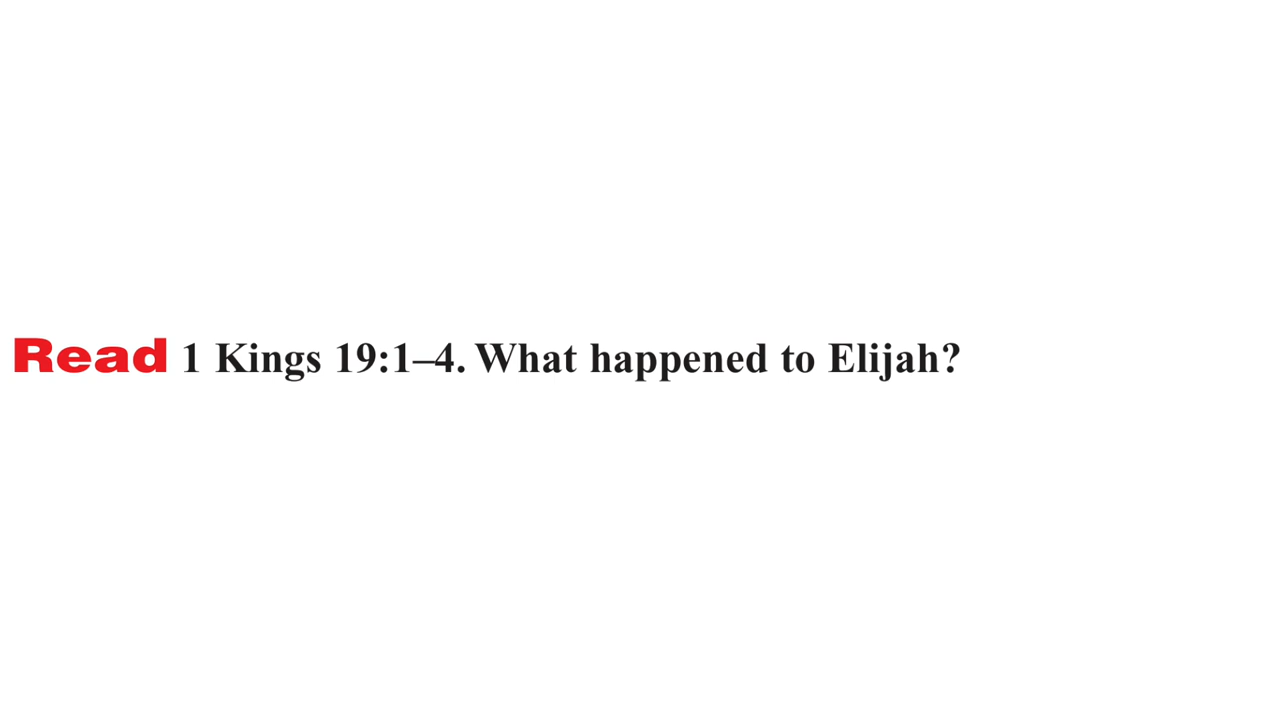 Read 1 Kings 19:1–4. What happened to Elijah?